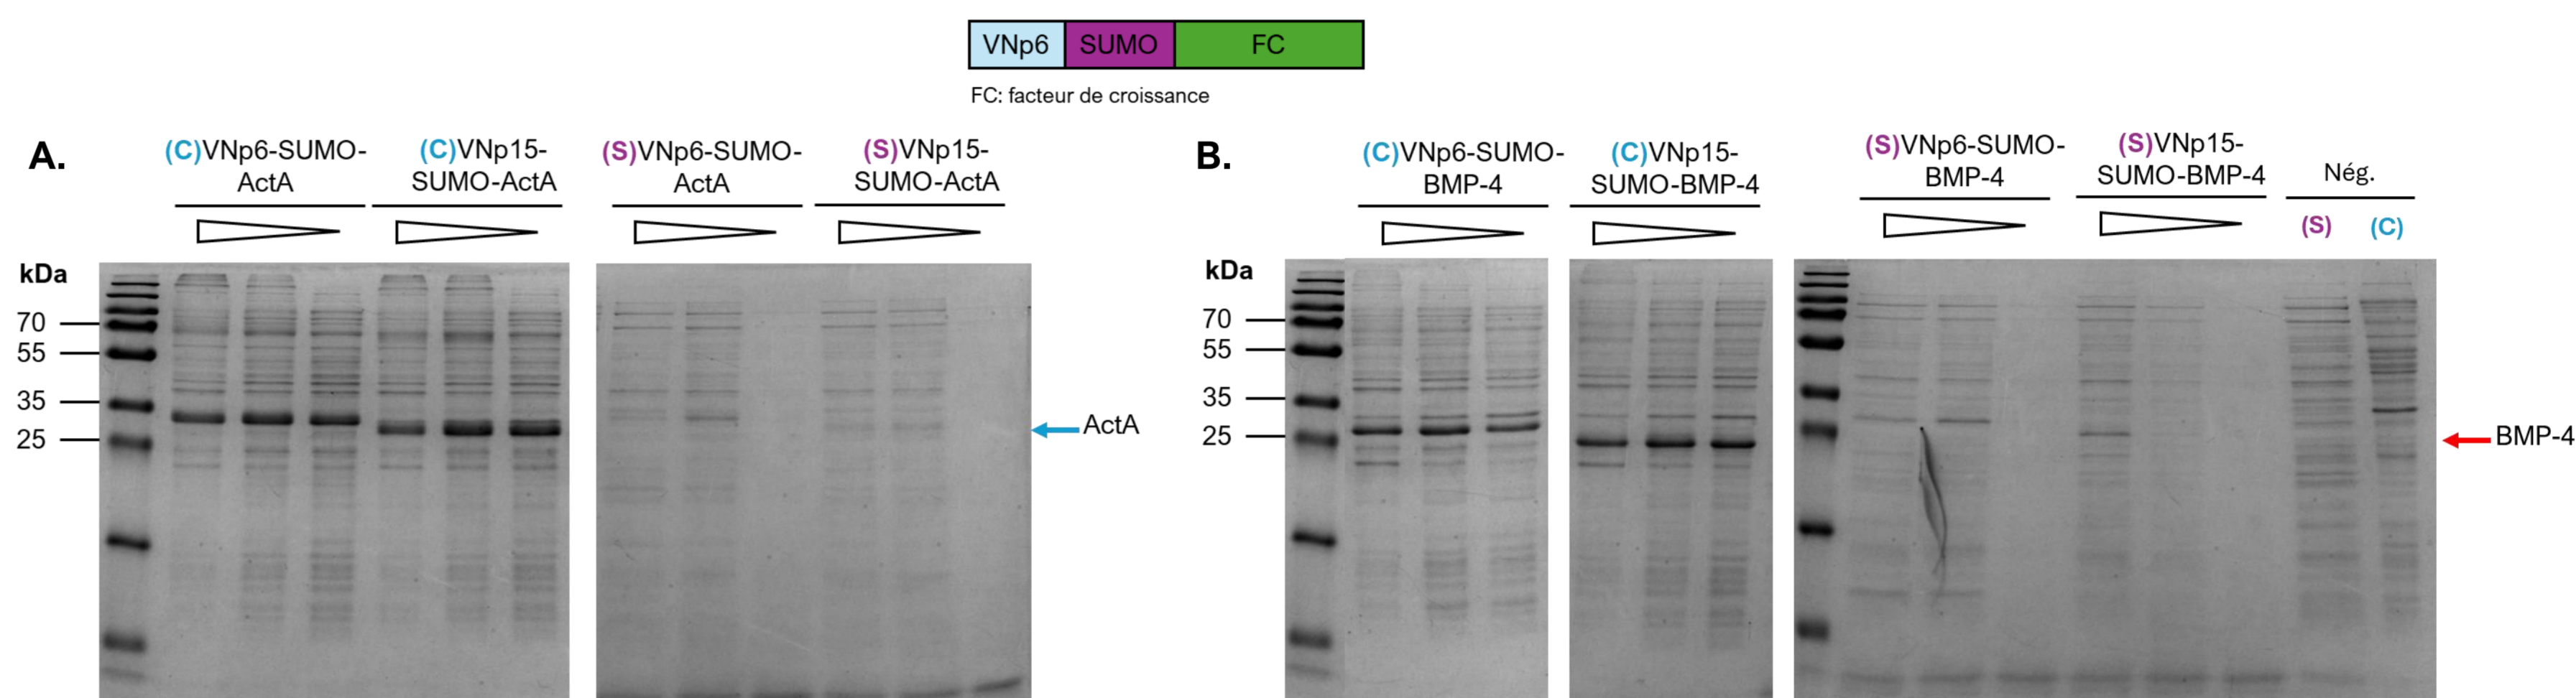 VNp6 SUMO FC
FC: facteur de croissance
A.
(C)VNp6-SUMO-
ActA
(C)VNp15-
SUMO-ActA
(S)VNp6-SUMO-
ActA
(S)VNp15-
SUMO-ActA
kDa
70
55
35
25
ActA
B.
(C)VNp6-SUMO-
BMP-4
(C)VNp15-
SUMO-BMP-4
(S)VNp6-SUMO-
BMP-4
(S)VNp15-
SUMO-BMP-4
Nég.
(S) (C)
kDa
70
55
35
25
BMP-4